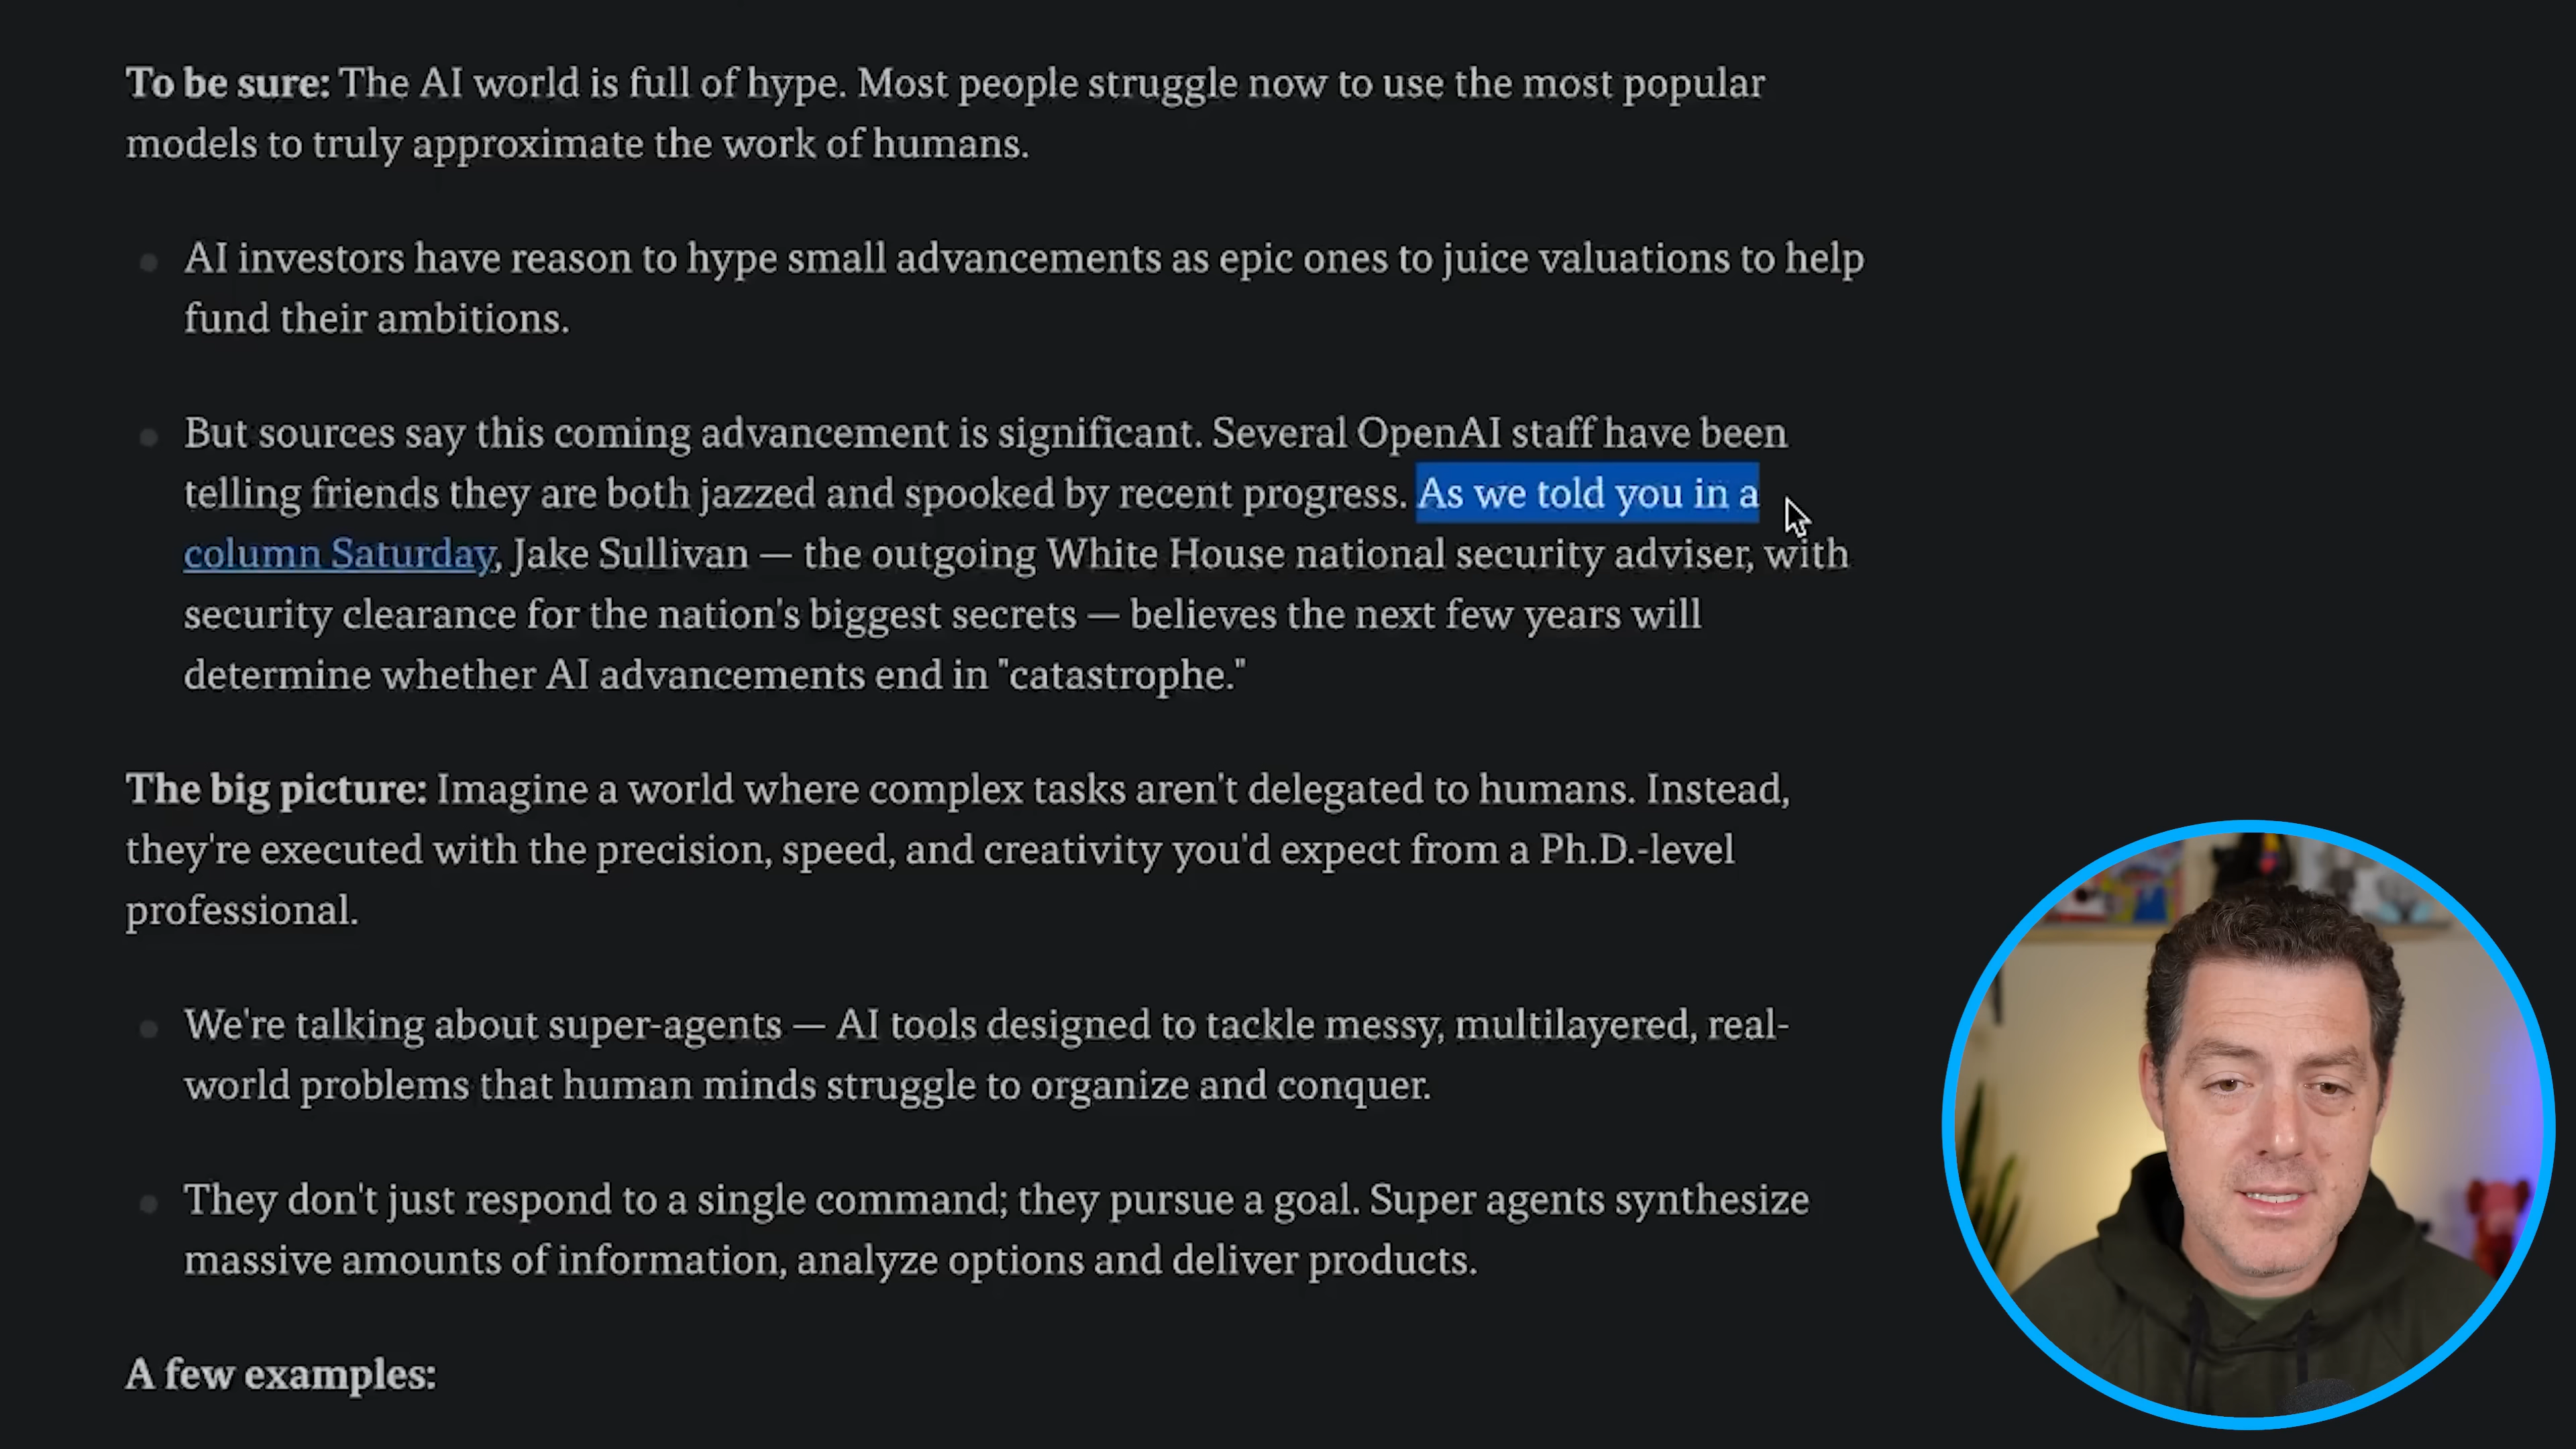 To be sure: The AI world is full of hype. Most people struggle now to use the most popular
models to truly approximate the work of humans.
AI investors have reason to hype small advancements as epic ones to juice valuations to help
fund their ambitions.
But sources say this coming advancement is significant. Several OpenAI staff have been
telling friends they are both jazzed and spooked by recent progress. As we told you in a
column Saturday, Jake Sullivan — the outgoing White House national security adviser, with
security clearance for the nation's biggest secrets — believes the next few years will
determine whether AI advancements end in "catastrophe."
The big picture: Imagine a world where complex tasks aren't delegated to humans. Instead,
they're executed with the precision, speed, and creativity you'd expect from a Ph.D.-level
professional.
We're talking about super-agents — AI tools designed to tackle messy, multilayered, real-
world problems that human minds struggle to organize and conquer.
They don't just respond to a single command; they pursue a goal. Super agents synthesize
massive amounts of information, analyze options and deliver products.
A few examples: